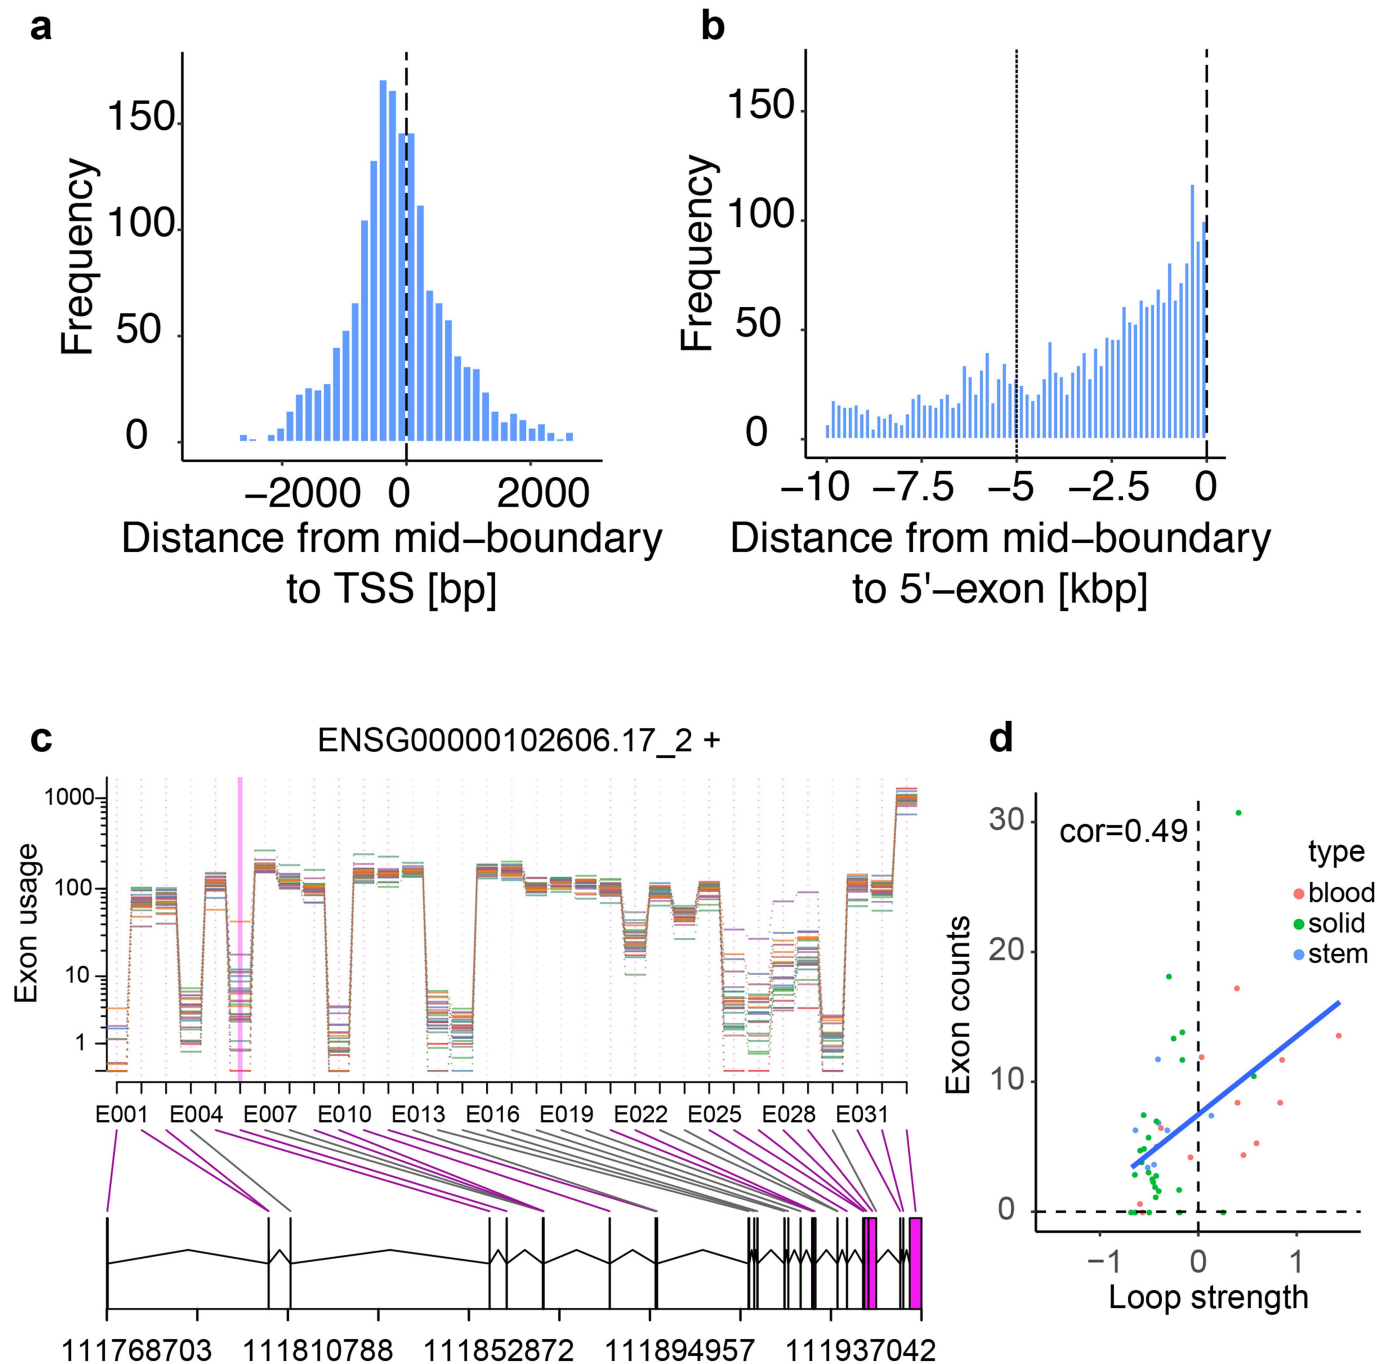 a
150
100
50
0
Frequency
−2000 0 2000
Distance from mid−boundary
to TSS [bp]
b
150
100
50
0
Frequency
−10 −7.5 −5 −2.5 0
Distance from mid−boundary
to 5'−exon [kbp]
c
ENSG00000102606.17_2 +
1000
100
10
1
Exon usage
E001 E004 E007 E010 E013 E016 E019 E022 E025 E028 E031
111768703 111810788 111852872 111894957 111937042
d
30
20
10
0
Exon counts
cor=0.49
type
blood
solid
stem
−1 0 1
Loop strength